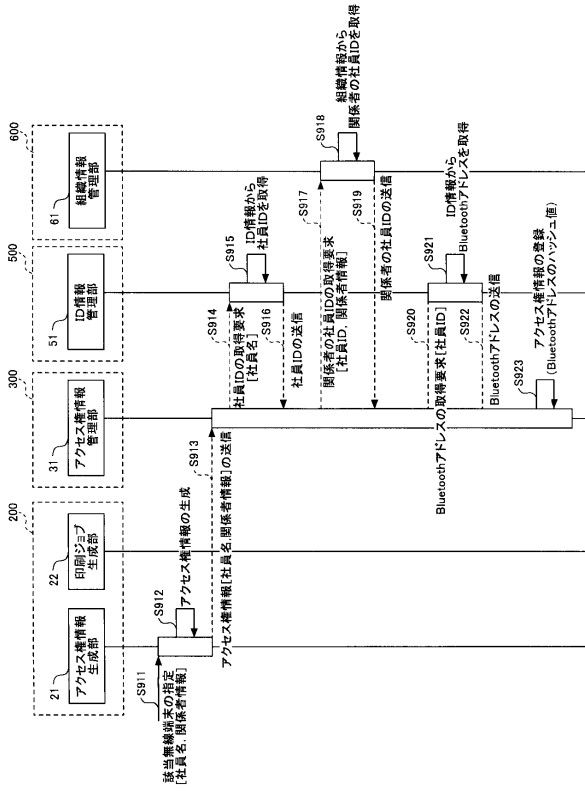 200
300
500
600
21
アクセス権情報
生成部
22
印刷ジョブ
生成部
31
アクセス権情報
管理部
51
ID情報
管理部
61
組織情報
管理部
S911
該当無線端末の指定
[社員名,関係者情報]
S912
アクセス権情報の生成
S913
アクセス権情報[社員名,関係者情報]の送信
S914
社員IDの取得要求
[社員名]
S915
ID情報から
社員IDを取得
S916
社員IDの送信
S917
関係者の社員IDの取得要求
[社員ID,関係者情報]
S918
組織情報から
関係者の社員IDを取得
S919
関係者の社員IDの送信
S920
Bluetoothアドレスの取得要求[社員ID]
S921
ID情報から
Bluetoothアドレスを取得
S922
Bluetoothアドレスの送信
S923
アクセス権情報の登録
(Bluetoothアドレスのハッシュ値)